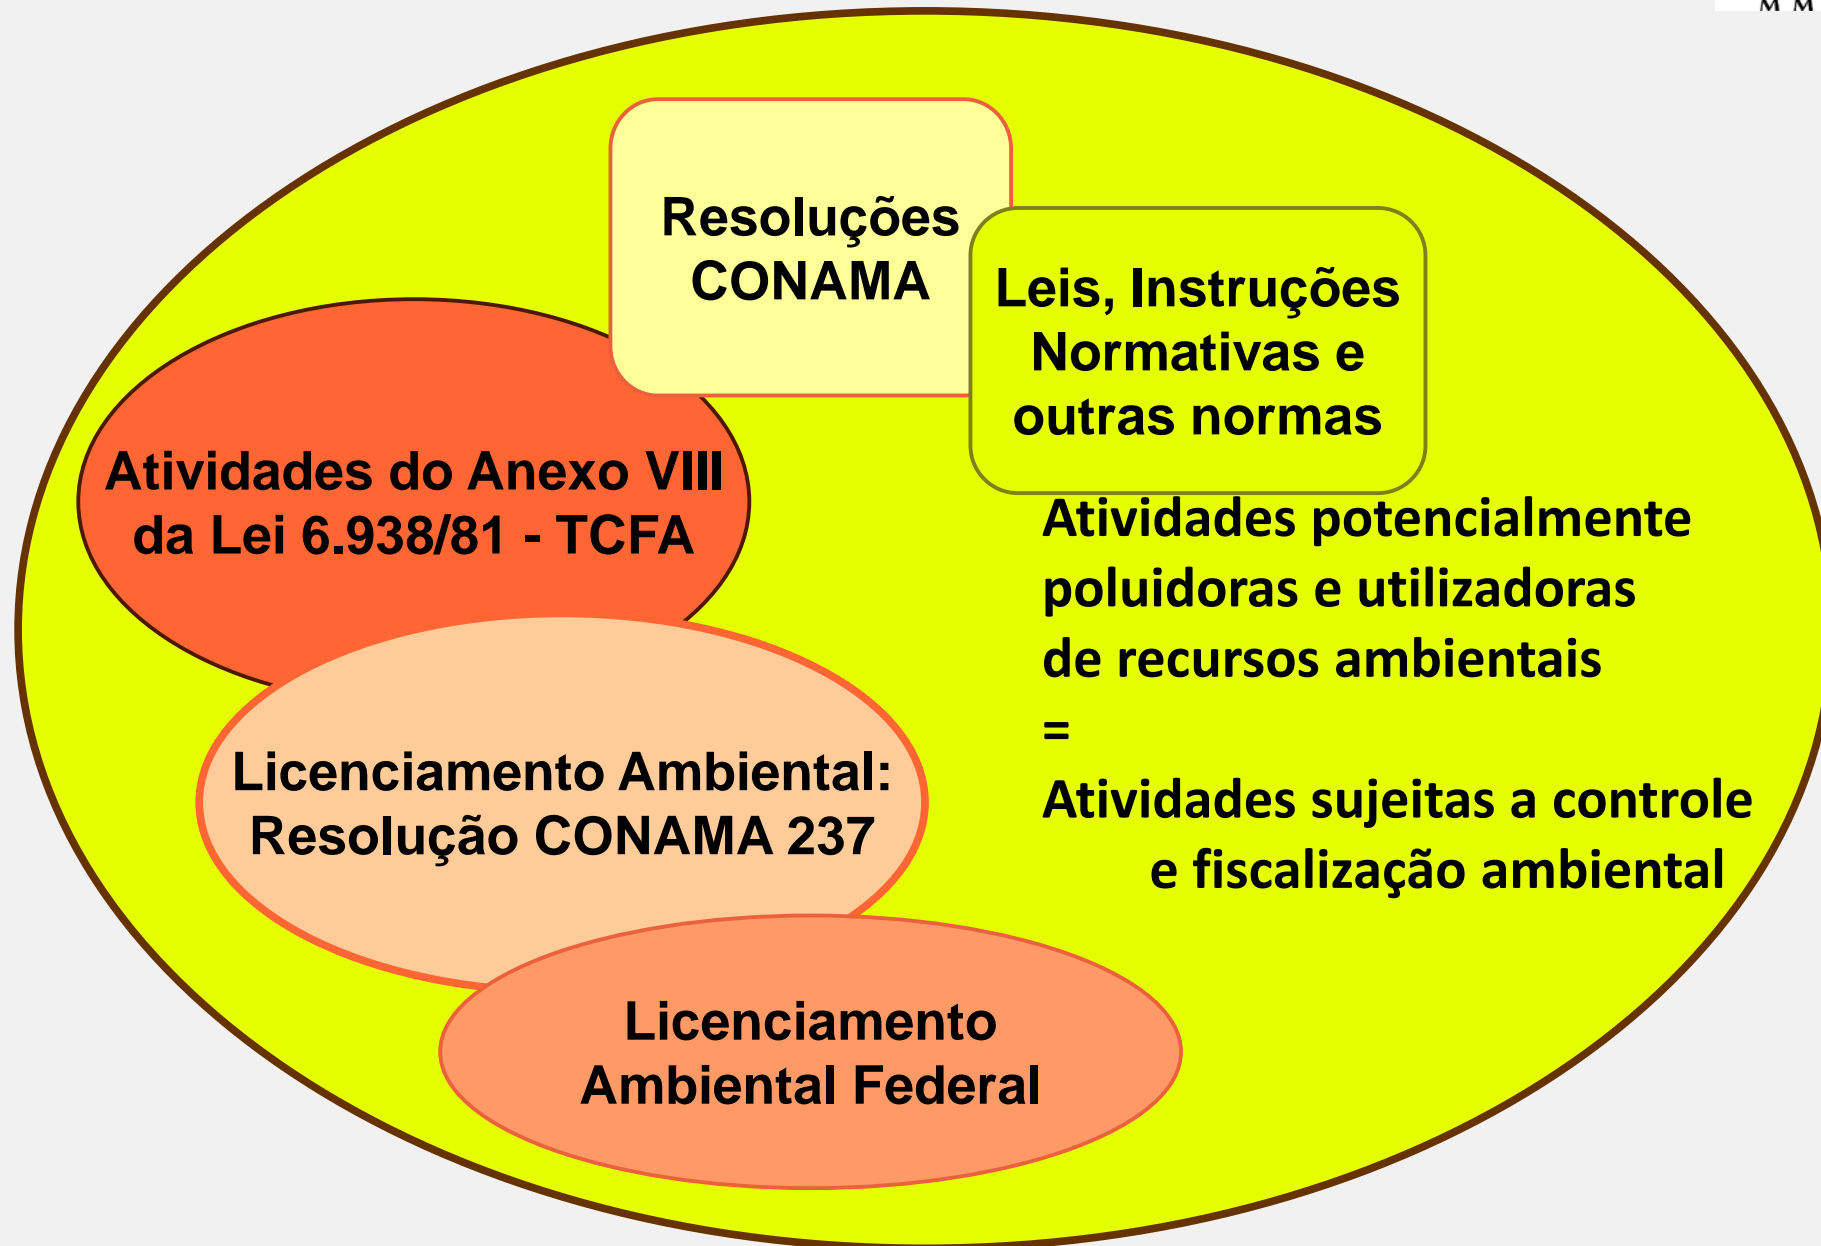 Resoluções
CONAMA
Leis, Instruções
Normativas e
outras normas
Atividades do Anexo VIII
da Lei 6.938/81 - TCFA
Atividades potencialmente
poluidoras e utilizadoras
de recursos ambientais
=
Atividades sujeitas a controle
e fiscalização ambiental
Licenciamento Ambiental:
Resolução CONAMA 237
Licenciamento
Ambiental Federal